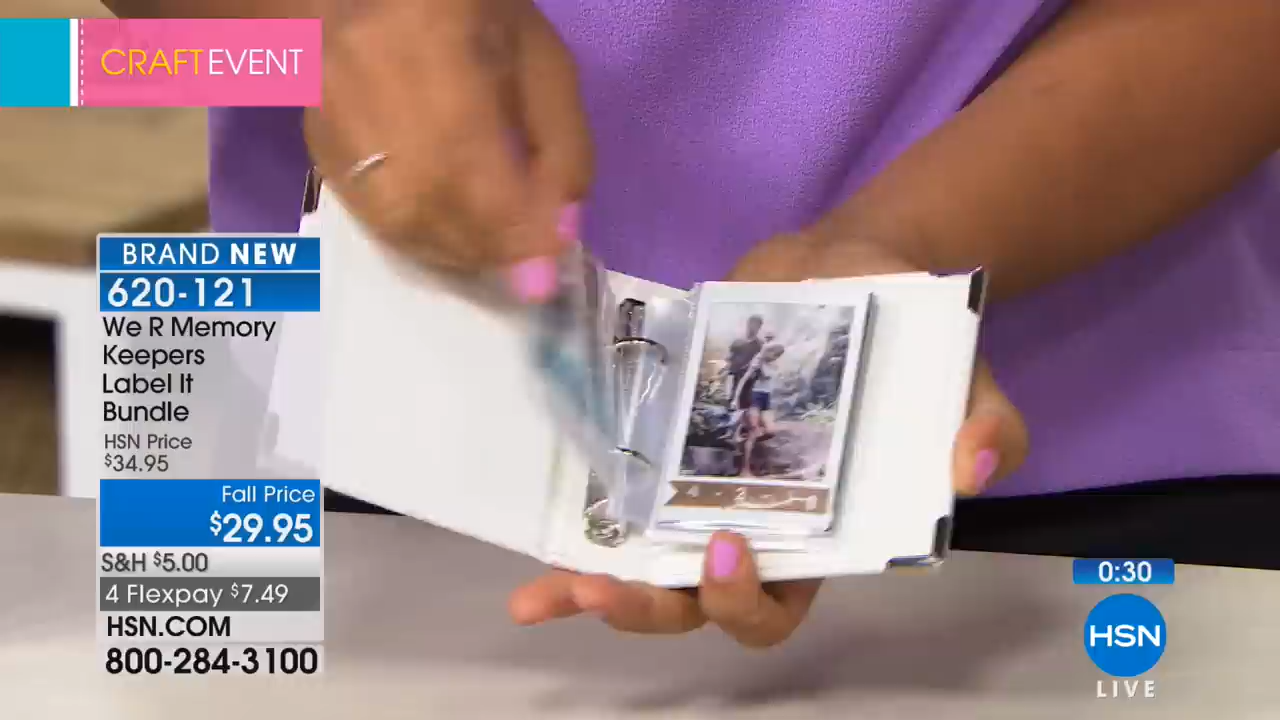 CRAFT EVENT
BRAND NEW
620-121
We R Memory
Keepers
Label It
Bundle
HSN Price
$34.95
Fall Price
$29.95
S&H $5.00
4 Flexpay $7.49
HSN.COM
800-284-3100
0:30
HSN
LIVE